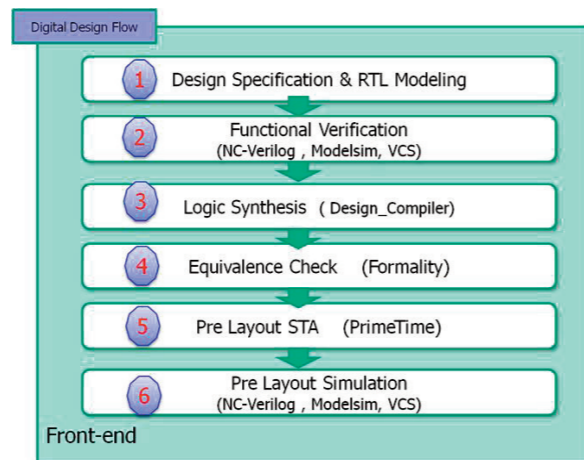 Digital Design Flow
1 Design Specification & RTL Modeling
2 Functional Verification
(NC-Verilog , Modelsim, VCS)
3 Logic Synthesis ( Design_Compiler)
4 Equivalence Check (Formality)
5 Pre Layout STA (PrimeTime)
6 Pre Layout Simulation
(NC-Verilog , Modelsim, VCS)
Front-end